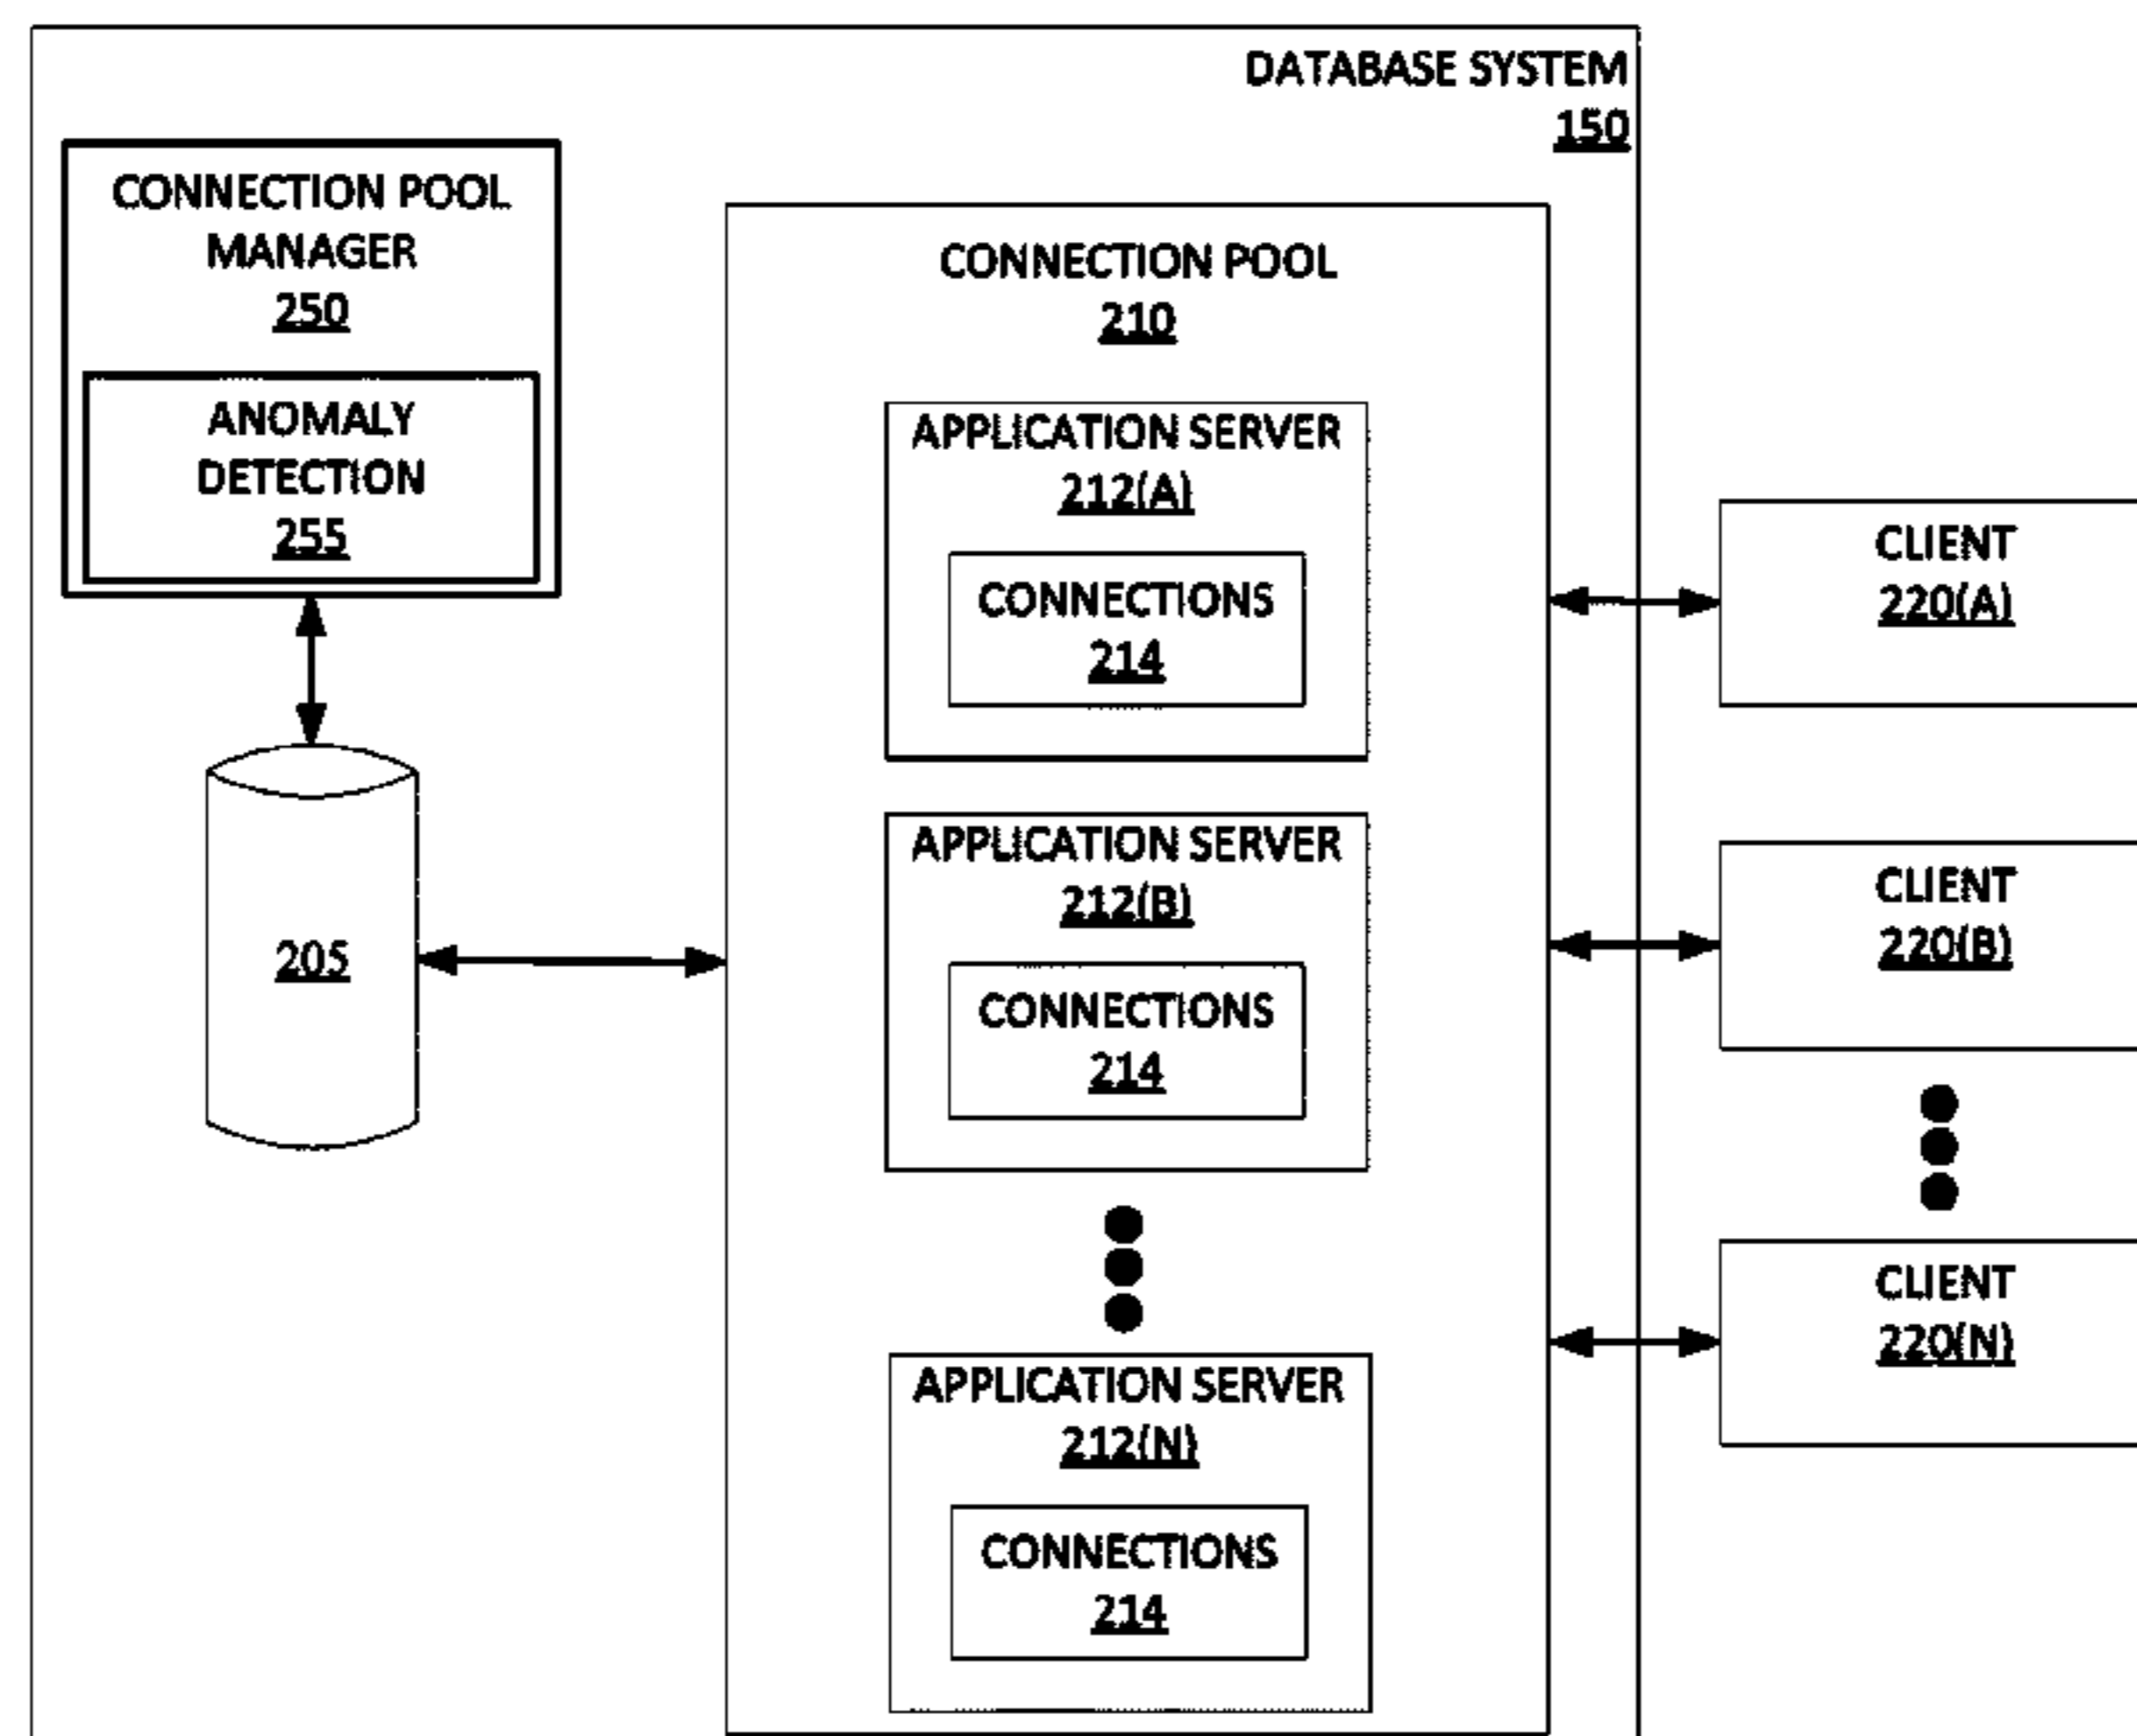 DATABASE SYSTEM
150
CONNECTION POOL
MANAGER
250
ANOMALY
DETECTION
255
205
CONNECTION POOL
210
APPLICATION SERVER
212(A)
CONNECTIONS
214
APPLICATION SERVER
212(B)
CONNECTIONS
214
APPLICATION SERVER
212(N)
CONNECTIONS
214
CLIENT
220(A)
CLIENT
220(B)
CLIENT
220(N)